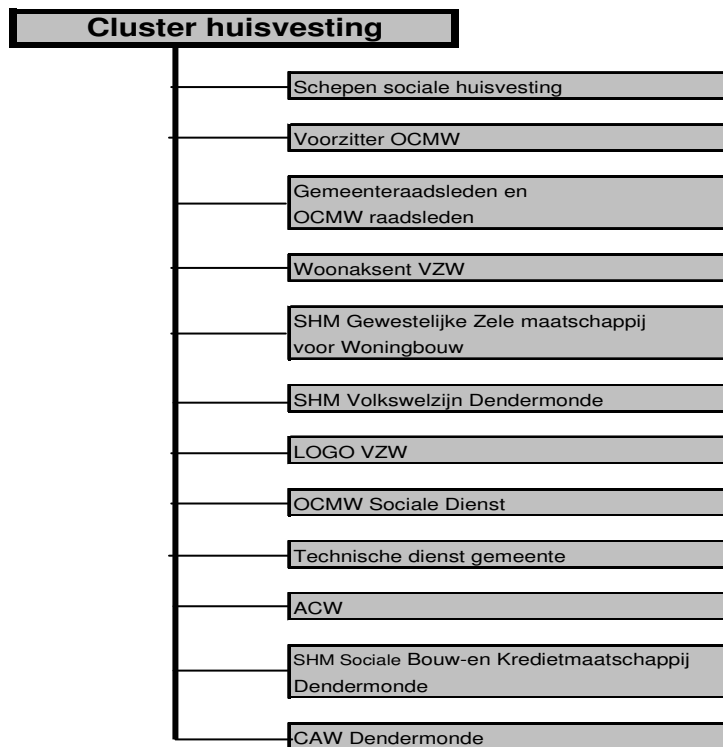 Cluster huisvesting
Schepen sociale huisvesting
Voorzitter OCMW
Gemeenteraadsleden en
OCMW raadsleden
Woonaksent VZW
SHM Gewestelijke Zele maatschappij
voor Woningbouw
SHM Volkswelzijn Dendermonde
LOGO VZW
OCMW Sociale Dienst
Technische dienst gemeente
ACW
SHM Sociale Bouw-en Kredietmaatschappij
Dendermonde
CAW Dendermonde